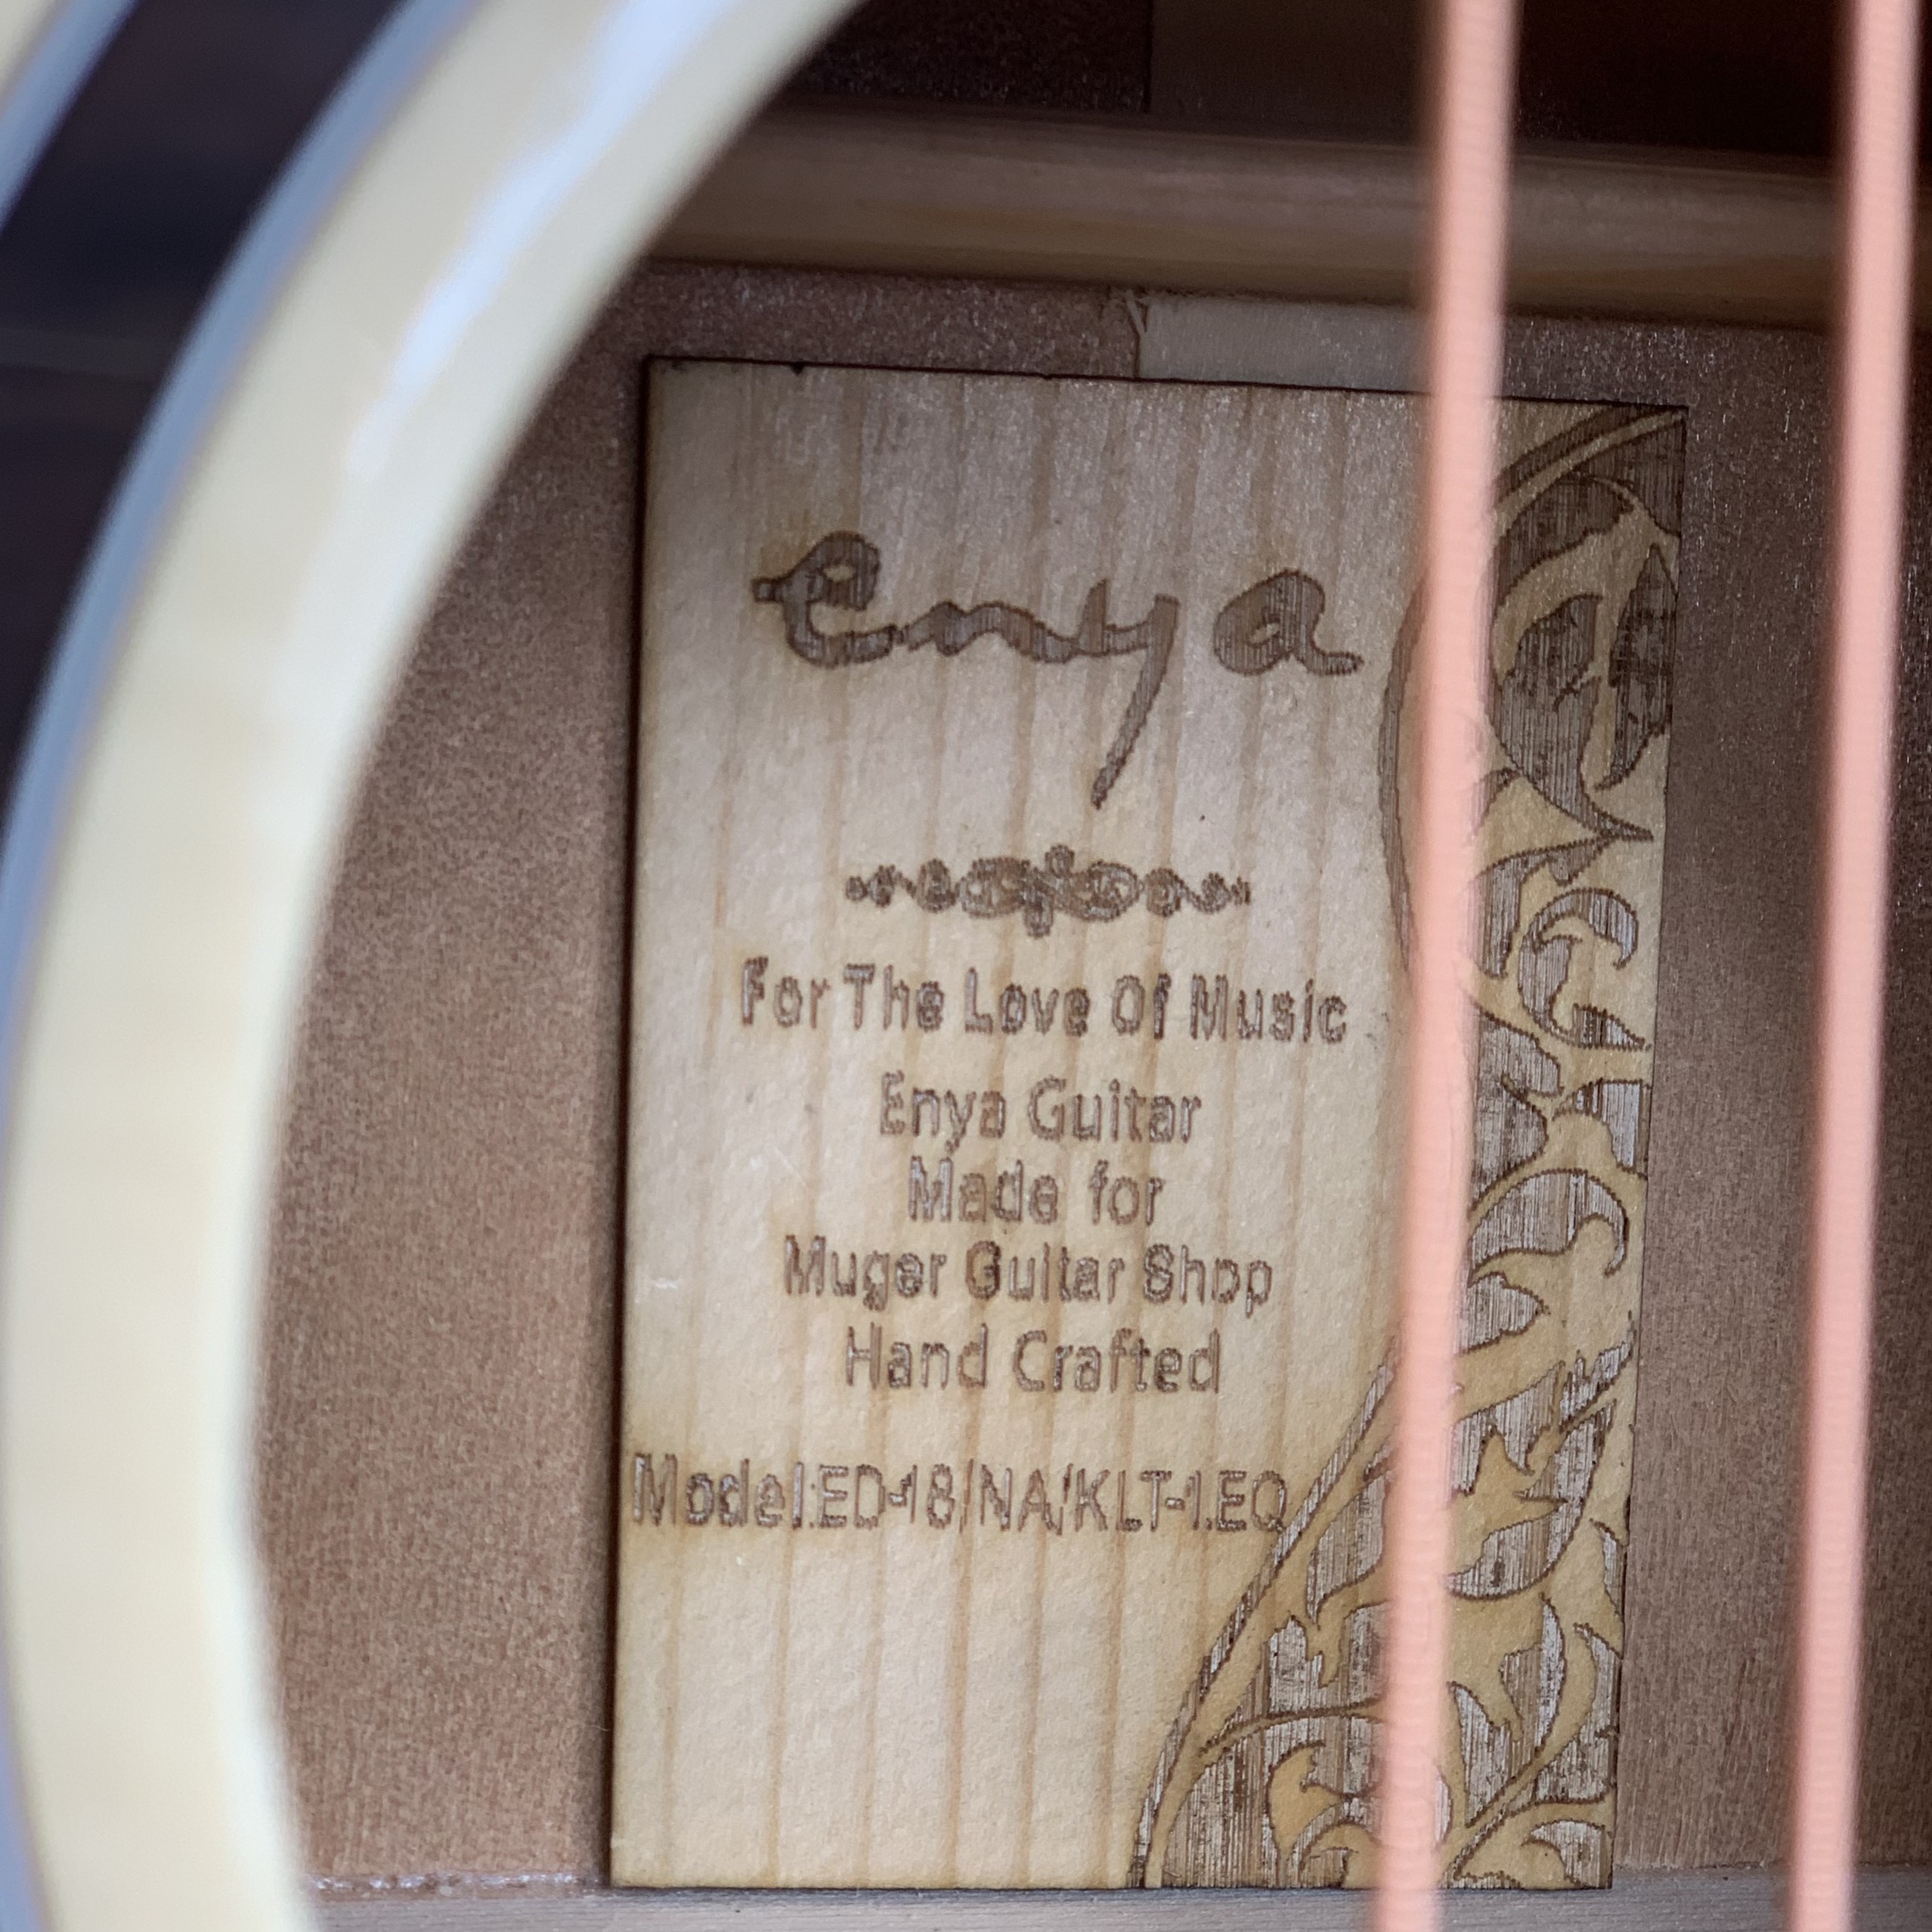 enya
For The Love Of Music
Enya Guitar
Made for
Muger Guitar Shop
Hand Crafted
Model:ED-18/NA/KLT-1.EQ